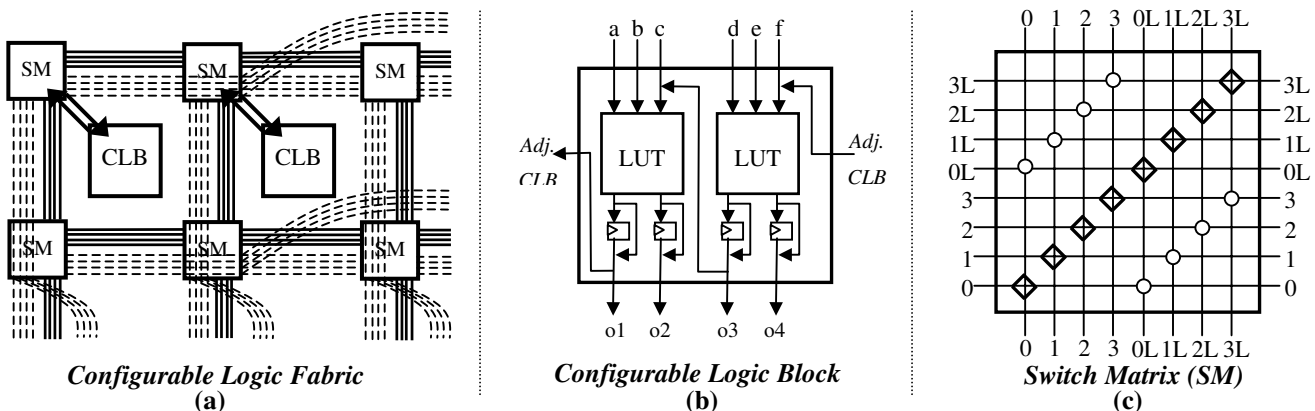 SM SM SM
CLB CLB
SM SM SM
Configurable Logic Fabric
(a)
a b c d e f
LUT LUT
Adj. CLB
Adj. CLB
o1 o2 o3 o4
Configurable Logic Block
(b)
0 1 2 3 0L 1L 2L 3L
3L 3L
2L 2L
1L 1L
0L 0L
3 3
2 2
1 1
0 0
0 1 2 3 0L 1L 2L 3L
Switch Matrix (SM)
(c)